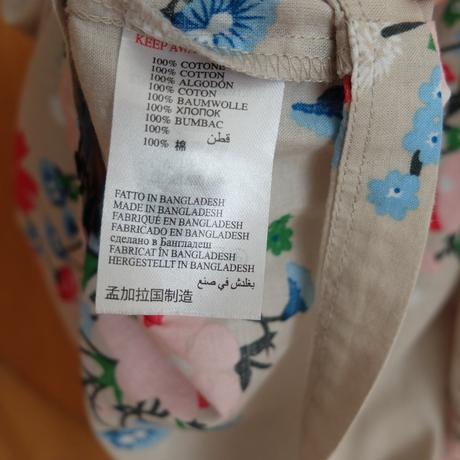 KEEP AWA
100% COTONE
100% COTTON
100% ALGODÓN
100% COTON
100% BAUMWOLLE
100% ХЛОПОК
100% BUMBAC
100% قطن
100% 棉
FATTO IN BANGLADESH
MADE IN BANGLADESH
FABRIQUÉ EN BANGLADESH
FABRICADO EN BANGLADESH
сделано в Бангладеш
FABRICAT ÎN BANGLADESH
HERGESTELLT IN BANGLADESH
بغلدش في صنع
孟加拉国制造